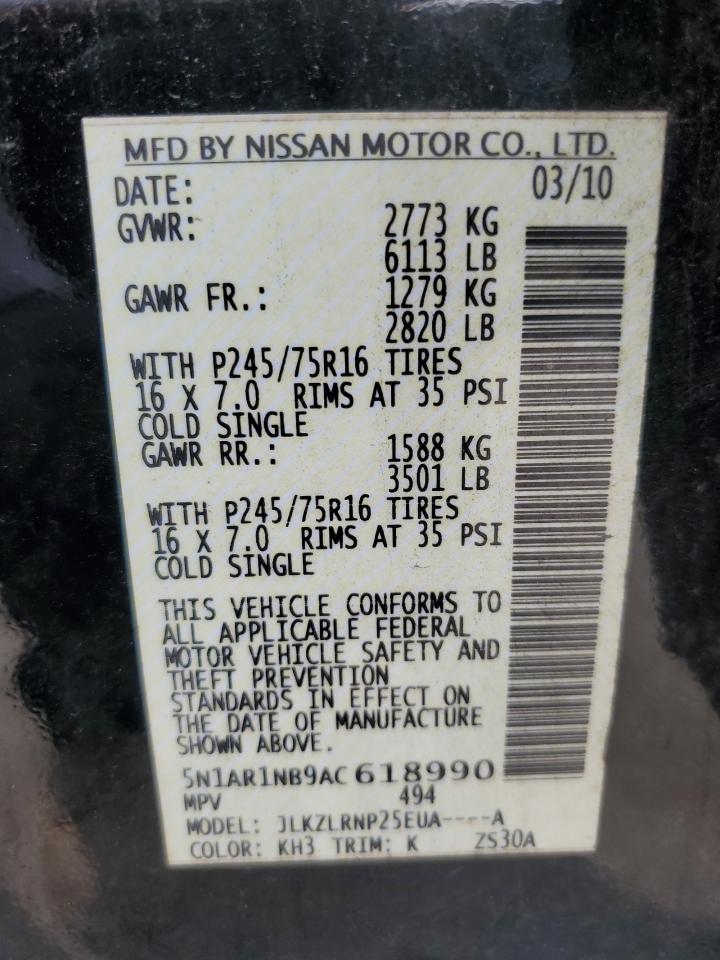 MFD BY NISSAN MOTOR CO., LTD.
DATE: 03/10
GVWR: 2773 KG
6113 LB
GAWR FR.: 1279 KG
2820 LB
WITH P245/75R16 TIRES
16 X 7.0 RIMS AT 35 PSI
COLD SINGLE
GAWR RR.: 1588 KG
3501 LB
WITH P245/75R16 TIRES
16 X 7.0 RIMS AT 35 PSI
COLD SINGLE
THIS VEHICLE CONFORMS TO
ALL APPLICABLE FEDERAL
MOTOR VEHICLE SAFETY AND
THEFT PREVENTION
STANDARDS IN EFFECT ON
THE DATE OF MANUFACTURE
SHOWN ABOVE.
5N1AR1NB9AC618990
MPV 494
MODEL: JLKZLRNP25EUA----A
COLOR: KH3 TRIM: K ZS30A